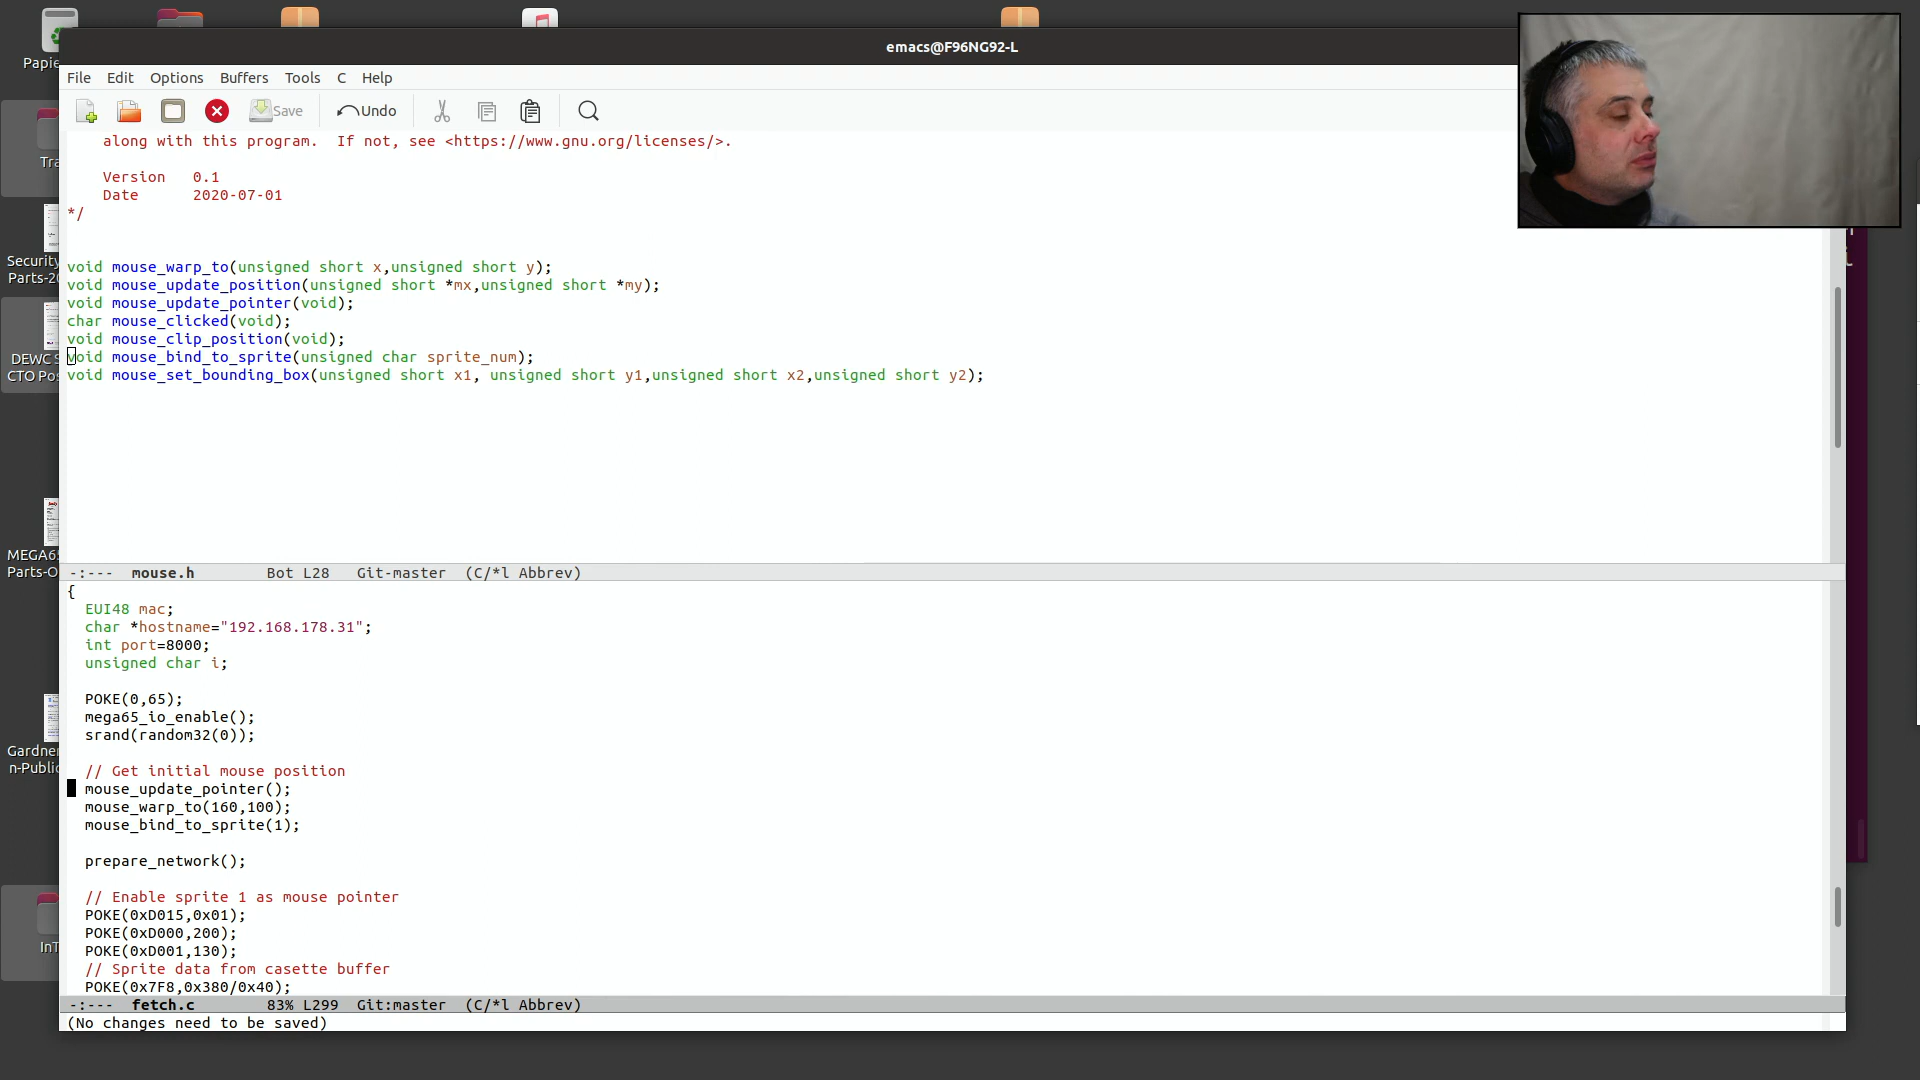 emacs@F96NG92-L
File Edit Options Buffers Tools C Help
Save Undo
along with this program.  If not, see <https://www.gnu.org/licenses/>.
Version   0.1
Date      2020-07-01
*/
void mouse_warp_to(unsigned short x,unsigned short y);
void mouse_update_position(unsigned short *mx,unsigned short *my);
void mouse_update_pointer(void);
char mouse_clicked(void);
void mouse_clip_position(void);
void mouse_bind_to_sprite(unsigned char sprite_num);
void mouse_set_bounding_box(unsigned short x1, unsigned short y1,unsigned short x2,unsigned short y2);
-:---  mouse.h        Bot L28   Git-master  (C/*l Abbrev)
{
EUI48 mac;
char *hostname="192.168.178.31";
int port=8000;
unsigned char i;
POKE(0,65);
mega65_io_enable();
srand(random32(0));
// Get initial mouse position
mouse_update_pointer();
mouse_warp_to(160,100);
mouse_bind_to_sprite(1);
prepare_network();
// Enable sprite 1 as mouse pointer
POKE(0xD015,0x01);
POKE(0xD000,200);
POKE(0xD001,130);
// Sprite data from casette buffer
POKE(0x7F8,0x380/0x40);
-:---  fetch.c        83% L299  Git:master  (C/*l Abbrev)
(No changes need to be saved)
Papie
Tra
Security
Parts-20
DEWC S
CTO Pos
MEGA65
Parts-O
Gardner
n-Public
InT